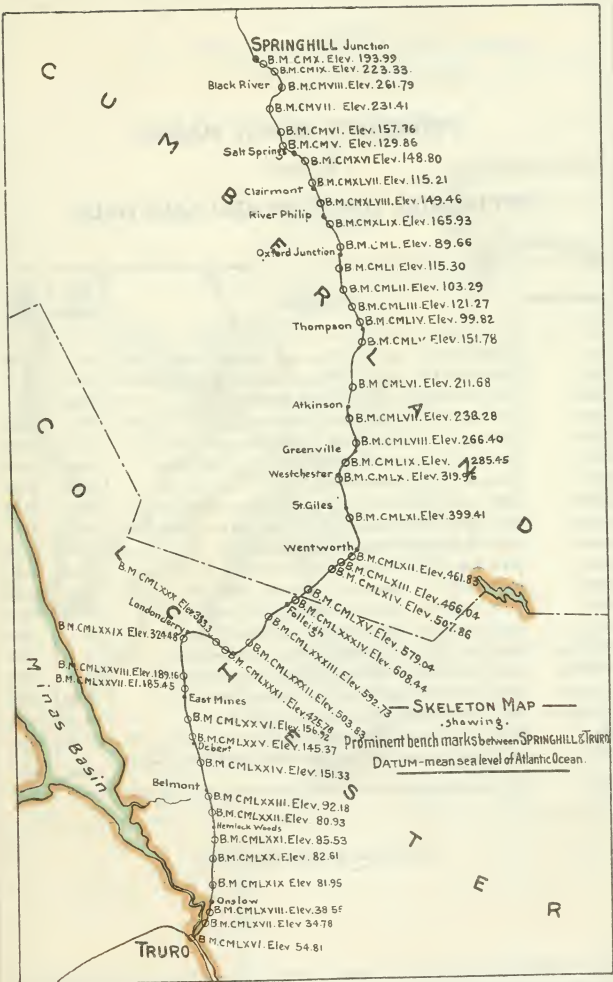 SPRINGHILL Junction
B.M. CMX. Elev. 193.99
B.M. CMIX. Elev. 223.33.
Black River
B.M. CMVIII. Elev. 261.79
B.M. CMVII. Elev. 231.41
B.M. CMVI. Elev. 157.76
B.M. CMV. Elev. 129.86
Salt Springs
B.M. CMXVI Elev. 148.80
B.M. CMXLVII. Elev. 115.21
Clairmont
B.M. CMXLVIII. Elev. 149.46
River Philip
B.M. CMXLIX. Elev. 165.93
B.M. CML. Elev. 89.66
Oxford Junction
B.M. CMLI Elev. 115.30
B.M. CMLII. Elev. 103.29
B.M. CMLIII. Elev. 121.27
B.M. CMLIV. Elev. 99.82
Thompson
B.M. CMLV Elev. 151.78
B.M. CMLVI. Elev. 211.68
Atkinson
B.M. CMLVII. Elev. 238.28
B.M. CMLVIII. Elev. 266.40
Greenville
B.M. CMLIX. Elev. 285.45
Westchester
B.M. CMLX. Elev. 319.96
St. Giles
B.M. CMLXI. Elev. 399.41
Wentworth
B.M. CMLXII. Elev. 461.83
B.M. CMLXIII. Elev. 466.04
B.M. CMLXIV. Elev. 507.86
B.M. CMLXV. Elev. 579.04
Folleigh
B.M. CMLXXXIV. Elev. 608.44
B.M. CMLXXXIII. Elev. 592.73
B.M. CMLXXXII. Elev. 503.83
B.M. CMLXXXI. Elev. 425.78
B.M. CMLXXX Elev.
Londonderry
B.M. CMLXXIX Elev. 324.48
B.M. CMLXXVIII. Elev. 189.16
B.M. CMLXXVII. El. 185.45
East Mines
B.M. CMLXXVI. Elev. 156.92
B.M. CMLXXV. Elev. 145.37
Debert
B.M. CMLXXIV. Elev. 151.33
Belmont
B.M. CMLXXIII. Elev. 92.18
B.M. CMLXXII. Elev. 80.93
Hemlock Woods
B.M. CMLXXI. Elev. 85.53
B.M. CMLXX. Elev. 82.61
B.M. CMLXIX Elev 81.95
Onslow
B.M. CMLXVIII. Elev. 38.
B.M. CMLXVII. Elev 34.78
B.M. CMLXVI. Elev 54.81
TRURO
CUMBERLAND
COLCHESTER
Minas Basin
SKELETON MAP
.showing.
Prominent bench marks between SPRINGHILL & TRURO
DATUM-mean sea level of Atlantic Ocean.